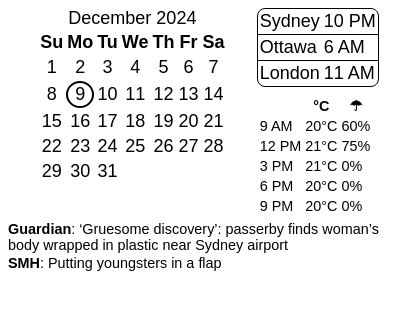 December 2024
Su Mo Tu We Th Fr Sa
1 2 3 4 5 6 7
8 9 10 11 12 13 14
15 16 17 18 19 20 21
22 23 24 25 26 27 28
29 30 31
Sydney 10 PM
Ottawa 6 AM
London 11 AM
°C ☂
9 AM 20°C 60%
12 PM 21°C 75%
3 PM 21°C 0%
6 PM 20°C 0%
9 PM 20°C 0%
Guardian: ‘Gruesome discovery’: passerby finds woman’s
body wrapped in plastic near Sydney airport
SMH: Putting youngsters in a flap